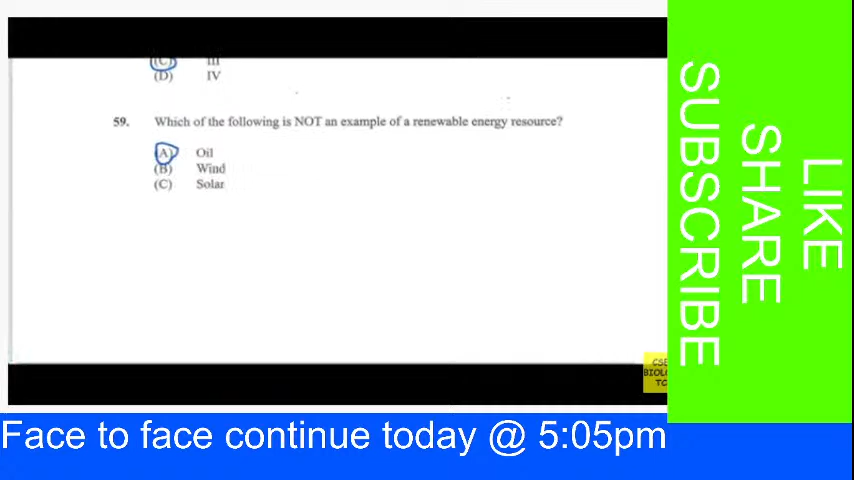 (C) III
(D) IV
59. Which of the following is NOT an example of a renewable energy resource?
(A) Oil
(B) Wind
(C) Solar
LIKE
SHARE
SUBSCRIBE
Face to face continue today @ 5:05pm